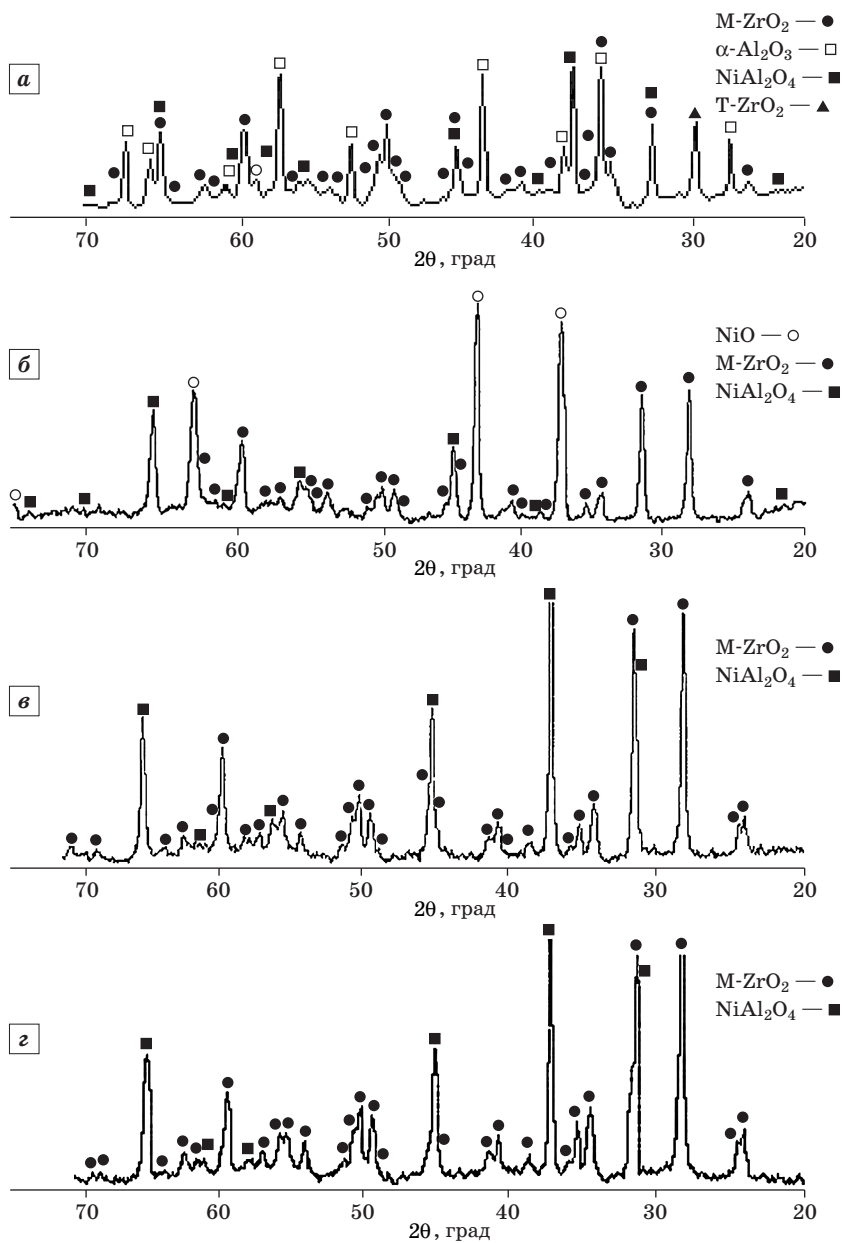 а
M-ZrO₂ — ●
α-Al₂O₃ — □
NiAl₂O₄ — ■
T-ZrO₂ — ▲
70 60 50 40 30 20
2θ, град
б
NiO — ○
M-ZrO₂ — ●
NiAl₂O₄ — ■
70 60 50 40 30 20
2θ, град
в
M-ZrO₂ — ●
NiAl₂O₄ — ■
70 60 50 40 30 20
2θ, град
г
M-ZrO₂ — ●
NiAl₂O₄ — ■
70 60 50 40 30 20
2θ, град